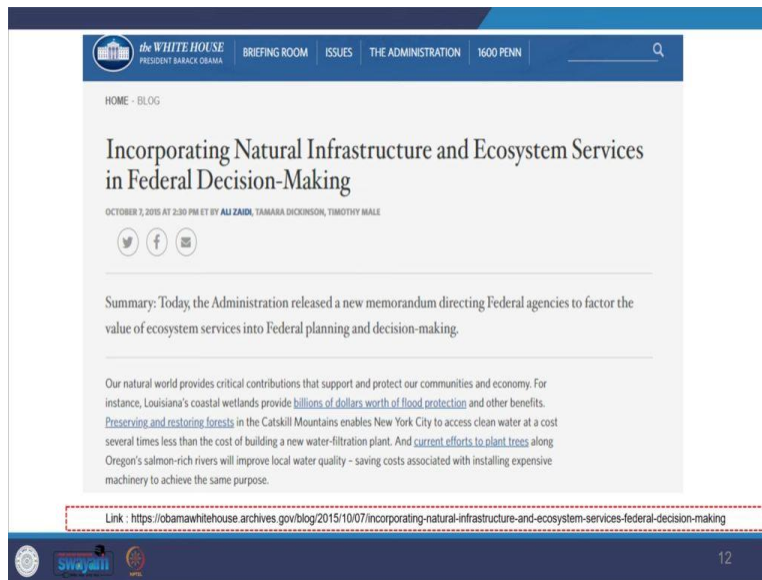 the WHITE HOUSE
PRESIDENT BARACK OBAMA
BRIEFING ROOM ISSUES THE ADMINISTRATION 1600 PENN
HOME · BLOG
Incorporating Natural Infrastructure and Ecosystem Services
in Federal Decision-Making
OCTOBER 7, 2015 AT 2:30 PM ET BY ALI ZAIDI, TAMARA DICKINSON, TIMOTHY MALE
Summary: Today, the Administration released a new memorandum directing Federal agencies to factor the
value of ecosystem services into Federal planning and decision-making.
Our natural world provides critical contributions that support and protect our communities and economy. For
instance, Louisiana's coastal wetlands provide billions of dollars worth of flood protection and other benefits.
Preserving and restoring forests in the Catskill Mountains enables New York City to access clean water at a cost
several times less than the cost of building a new water-filtration plant. And current efforts to plant trees along
Oregon's salmon-rich rivers will improve local water quality – saving costs associated with installing expensive
machinery to achieve the same purpose.
Link : https://obamawhitehouse.archives.gov/blog/2015/10/07/incorporating-natural-infrastructure-and-ecosystem-services-federal-decision-making
swayam
12